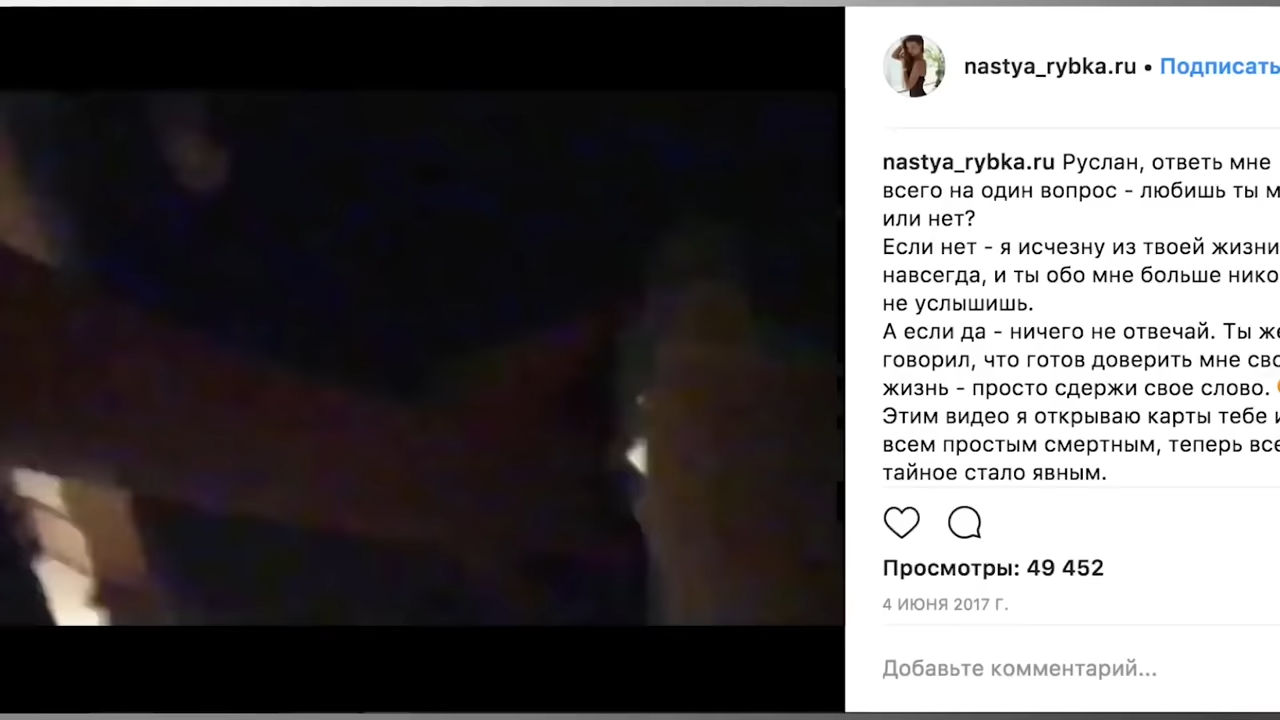 nastya_rybka.ru • Подписать
nastya_rybka.ru Руслан, ответь мне
всего на один вопрос - любишь ты м
или нет?
Если нет - я исчезну из твоей жизни
навсегда, и ты обо мне больше нико
не услышишь.
А если да - ничего не отвечай. Ты же
говорил, что готов доверить мне сво
жизнь - просто сдержи свое слово.
Этим видео я открываю карты тебе и
всем простым смертным, теперь все
тайное стало явным.
Просмотры: 49 452
4 ИЮНЯ 2017 Г.
Добавьте комментарий...